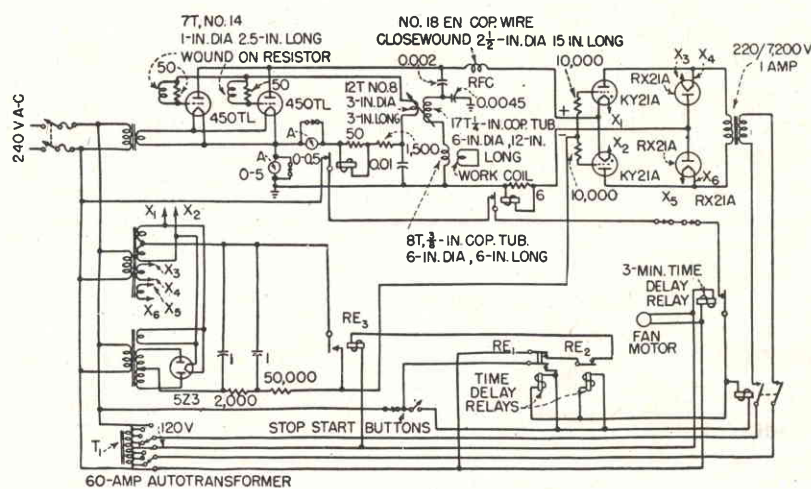 7T, NO. 14
1-IN. DIA 2.5-IN. LONG
WOUND ON RESISTOR
NO. 18 EN COP. WIRE
CLOSEWOUND 2 1/2-IN. DIA 15 IN. LONG
220/7,200 V
1 AMP
240 V A-C
50
50
450TL
450TL
0.002
RFC
0.0045
12T NO.8
3-IN. DIA
3-IN. LONG
17T 1/4-IN. COP. TUB
6-IN. DIA, 12-IN.
LONG
WORK COIL
A
0-0.5
50
1,500
A
0-5
0.01
6
8T, 3/8-IN. COP. TUB.
6-IN. DIA, 6-IN. LONG
10,000
+
-
10,000
X1
X2
KY21A
KY21A
X3
X4
RX21A
RX21A
X6
X5
RX21A
X1
X2
X3
X4
X5
X6
5Z3
1
1
2,000
50,000
RE3
RE1
RE2
TIME
DELAY
RELAYS
3-MIN. TIME
DELAY
RELAY
FAN
MOTOR
STOP START BUTTONS
120V
T1
60-AMP AUTOTRANSFORMER